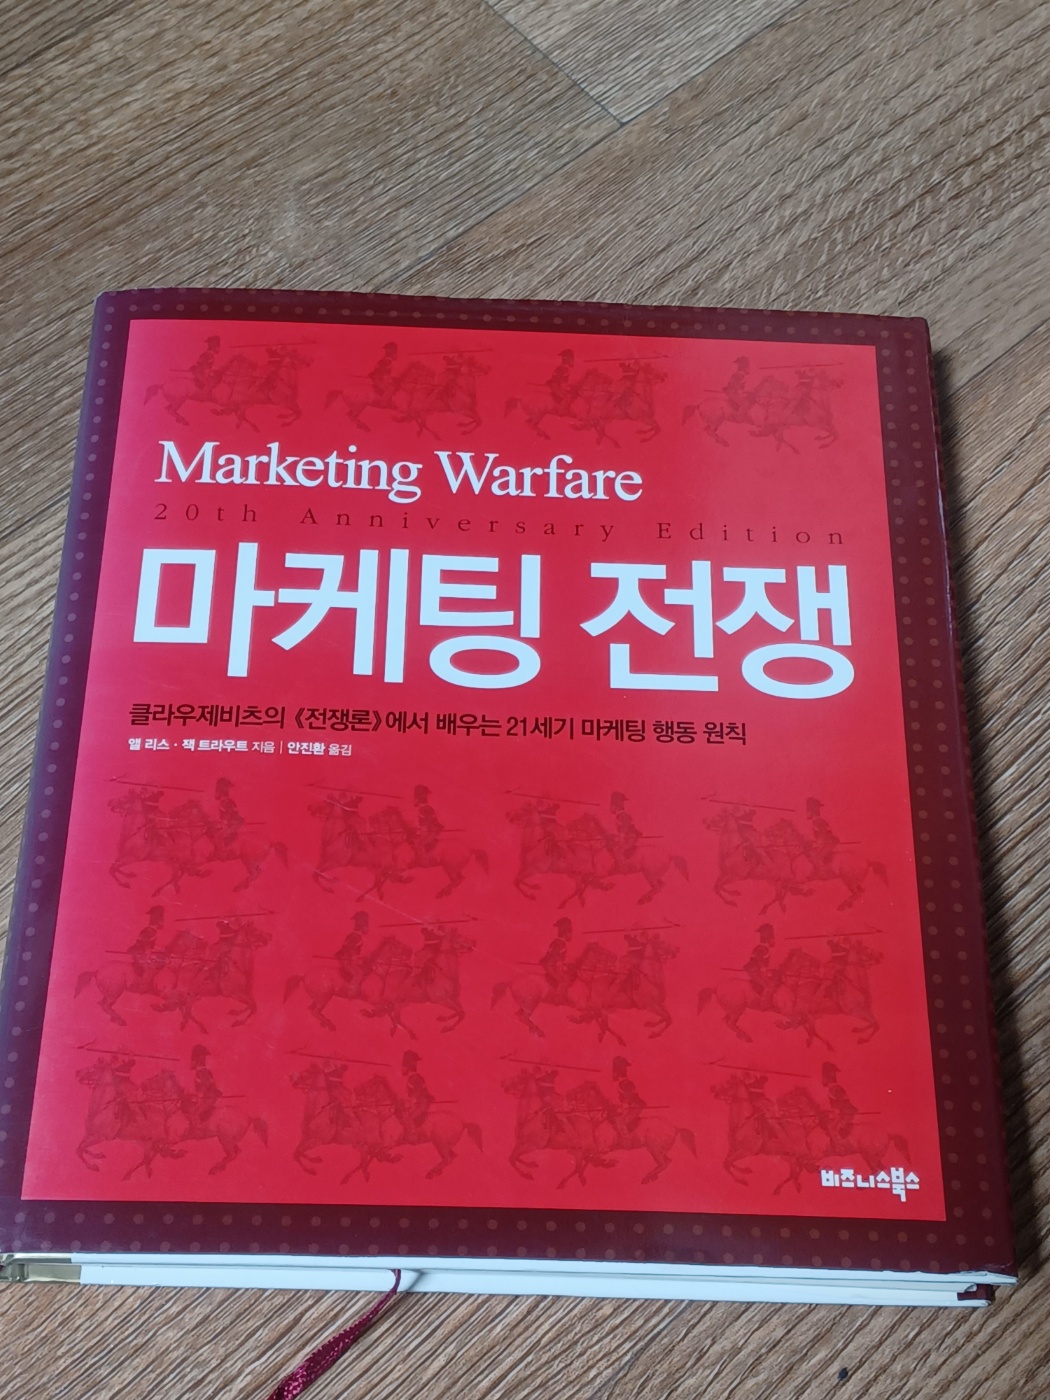 Marketing Warfare
20th Anniversary Edition
마케팅 전쟁
클라우제비츠의 《전쟁론》에서 배우는 21세기 마케팅 행동 원칙
앨 리스 · 잭 트라우트 지음 | 안진환 옮김
비즈니스북스